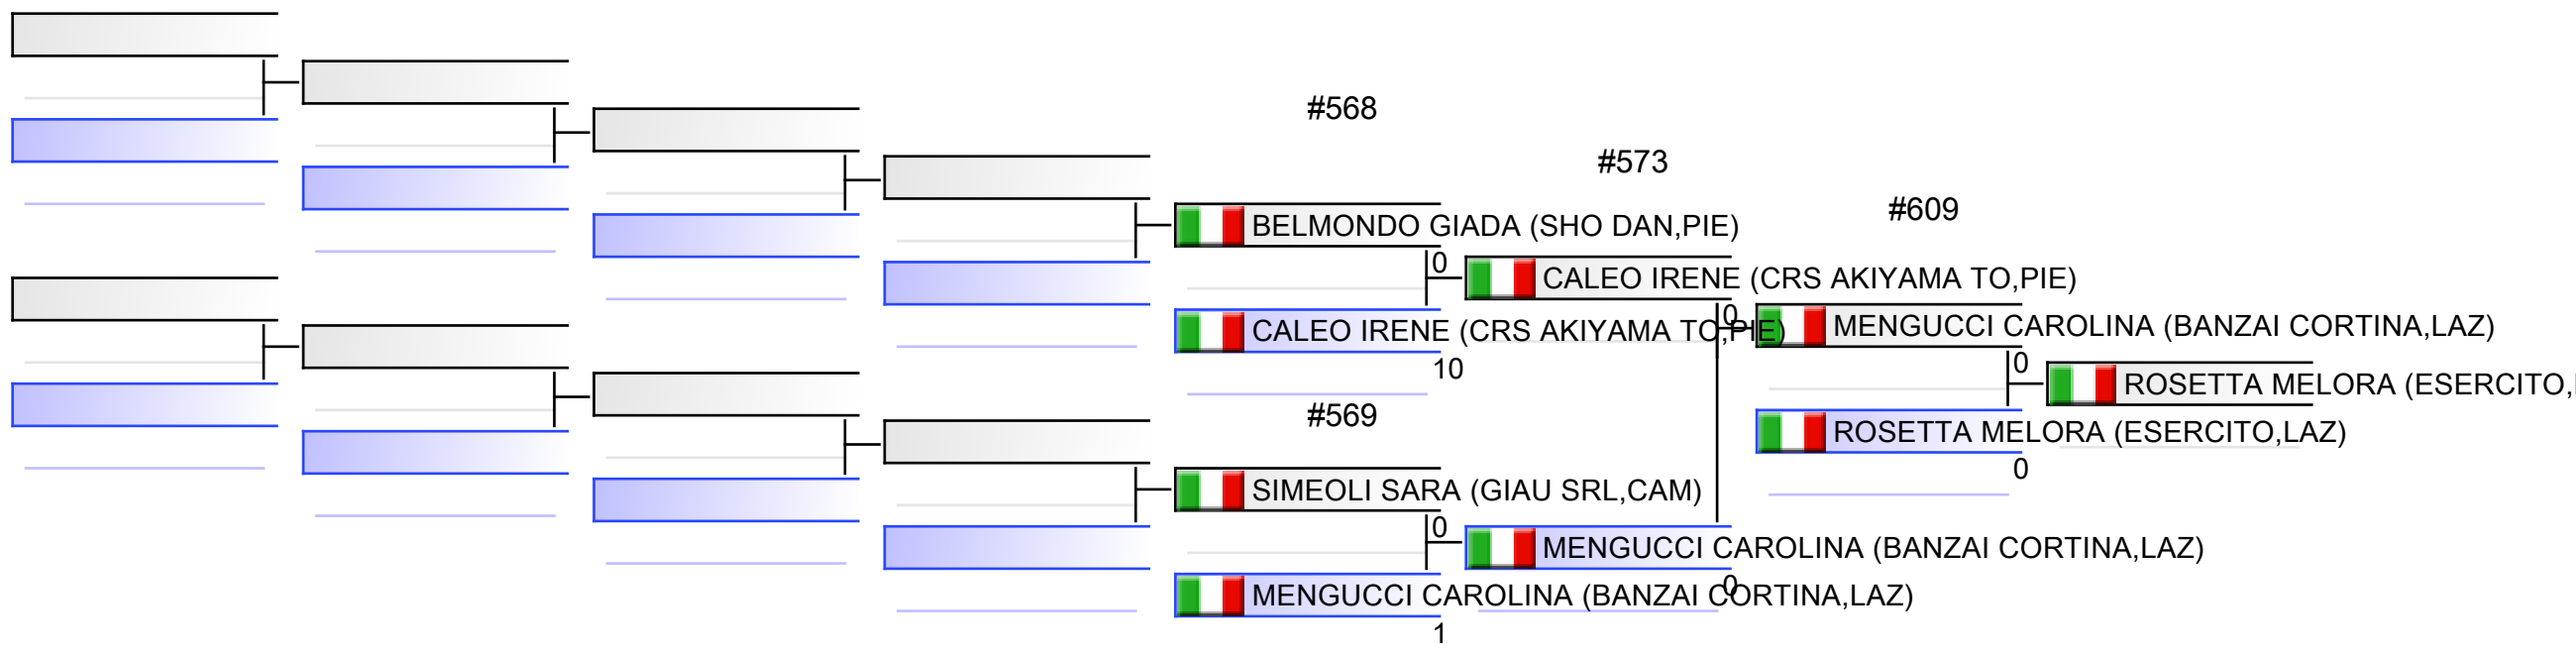 #568
#573
#609
BELMONDO GIADA (SHO DAN,PIE)
0
CALEO IRENE (CRS AKIYAMA TO,PIE)
0
CALEO IRENE (CRS AKIYAMA TO,PIE)
10
MENGUCCI CAROLINA (BANZAI CORTINA,LAZ)
0
ROSETTA MELORA (ESERCITO,
ROSETTA MELORA (ESERCITO,LAZ)
0
#569
SIMEOLI SARA (GIAU SRL,CAM)
0
MENGUCCI CAROLINA (BANZAI CORTINA,LAZ)
0
MENGUCCI CAROLINA (BANZAI CORTINA,LAZ)
1